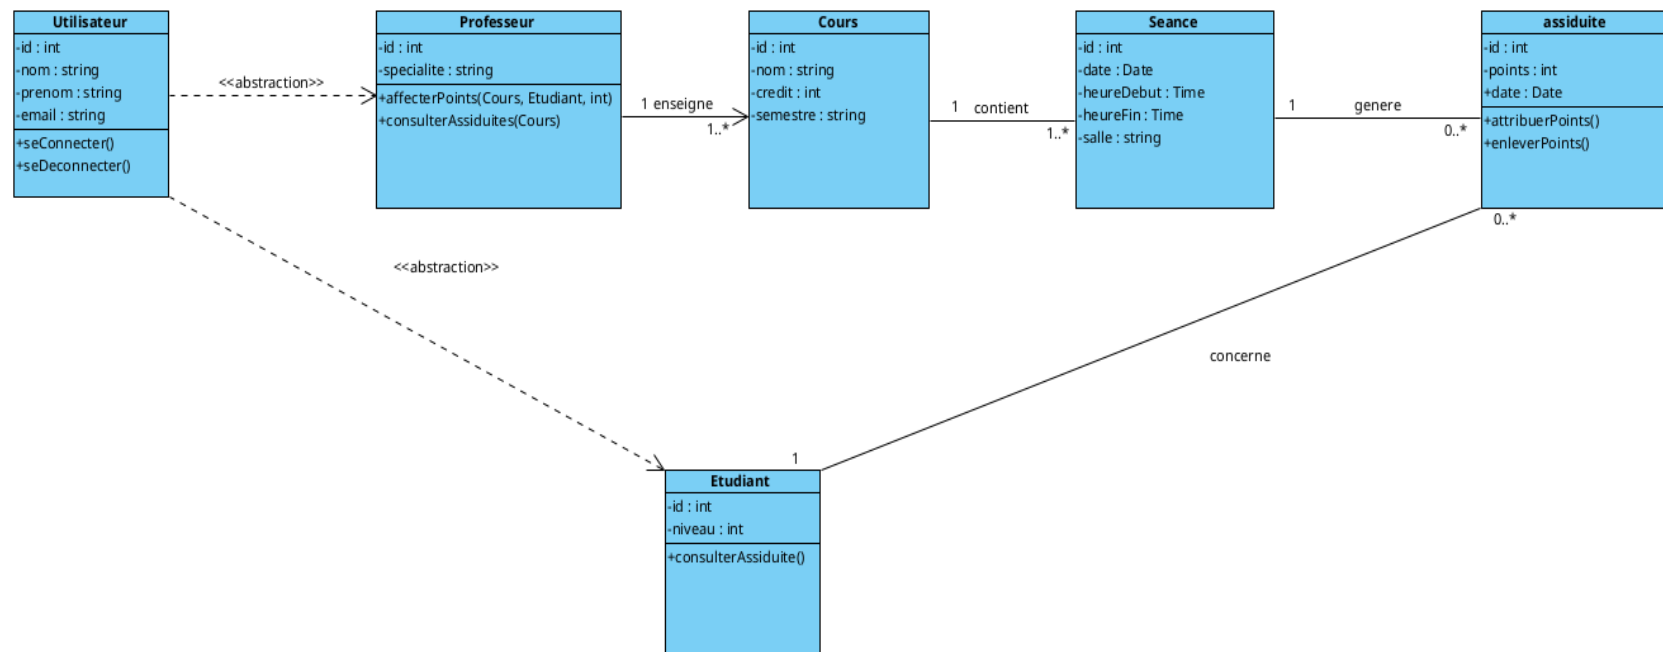 Utilisateur
-id : int
-nom : string
-prenom : string
-email : string
+seConnecter()
+seDeconnecter()
<<abstraction>>
Professeur
-id : int
-specialite : string
+affecterPoints(Cours, Etudiant, int)
+consulterAssiduites(Cours)
1 enseigne
1..*
Cours
-id : int
-nom : string
-credit : int
-semestre : string
1 contient
1..*
Seance
-id : int
-date : Date
-heureDebut : Time
-heureFin : Time
-salle : string
1 genere
0..*
assiduite
-id : int
-points : int
+date : Date
+attribuerPoints()
+enleverPoints()
0..*
<<abstraction>>
concerne
1
Etudiant
-id : int
-niveau : int
+consulterAssiduite()